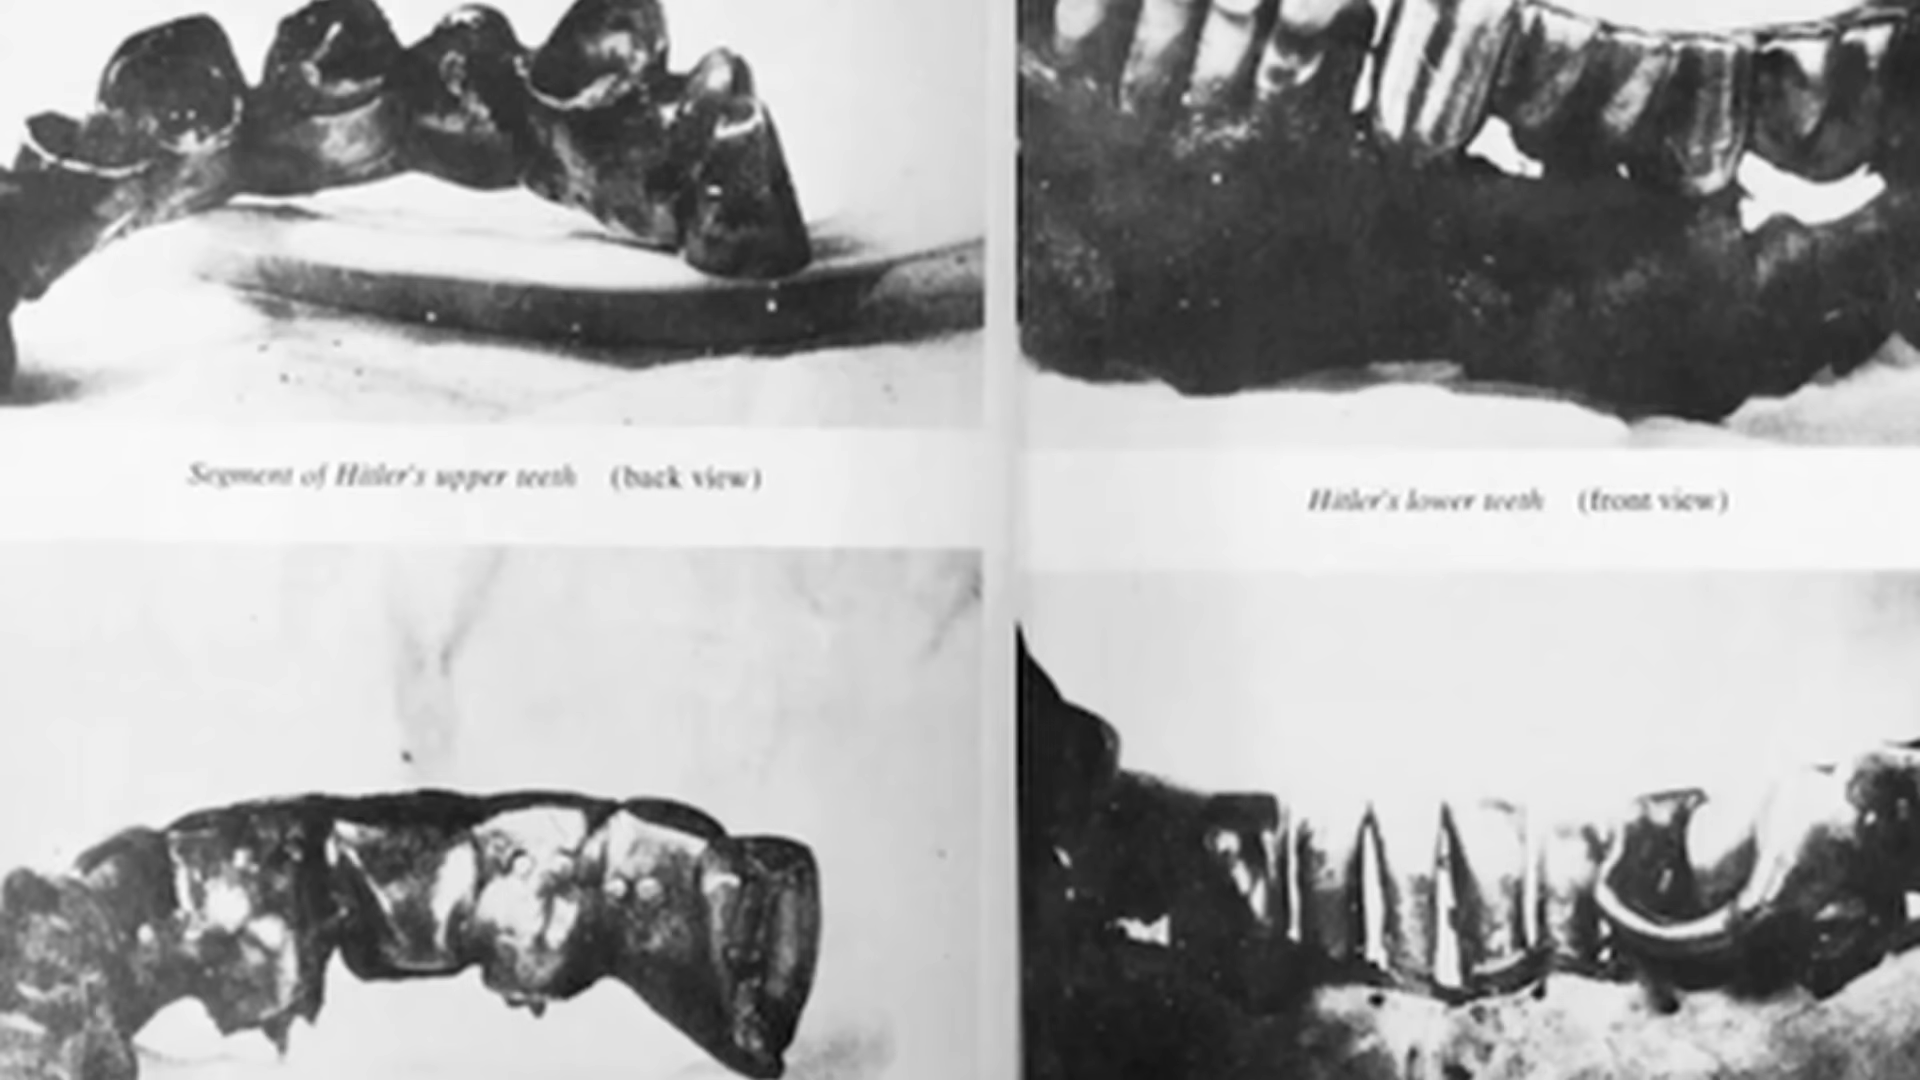 Segment of Hitler's upper teeth (back view)
Hitler's lower teeth (front view)